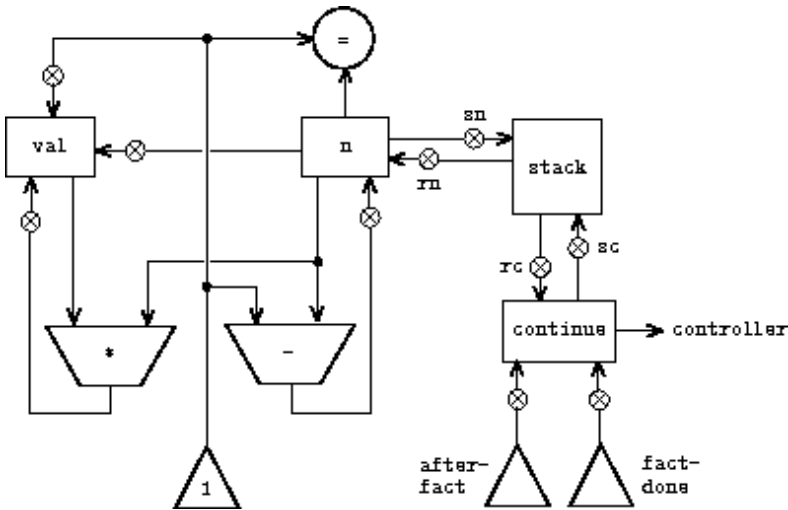 =
sn
val
n
rn
stack
rc
sc
continue
controller
*
-
after-
fact
fact-
done
1